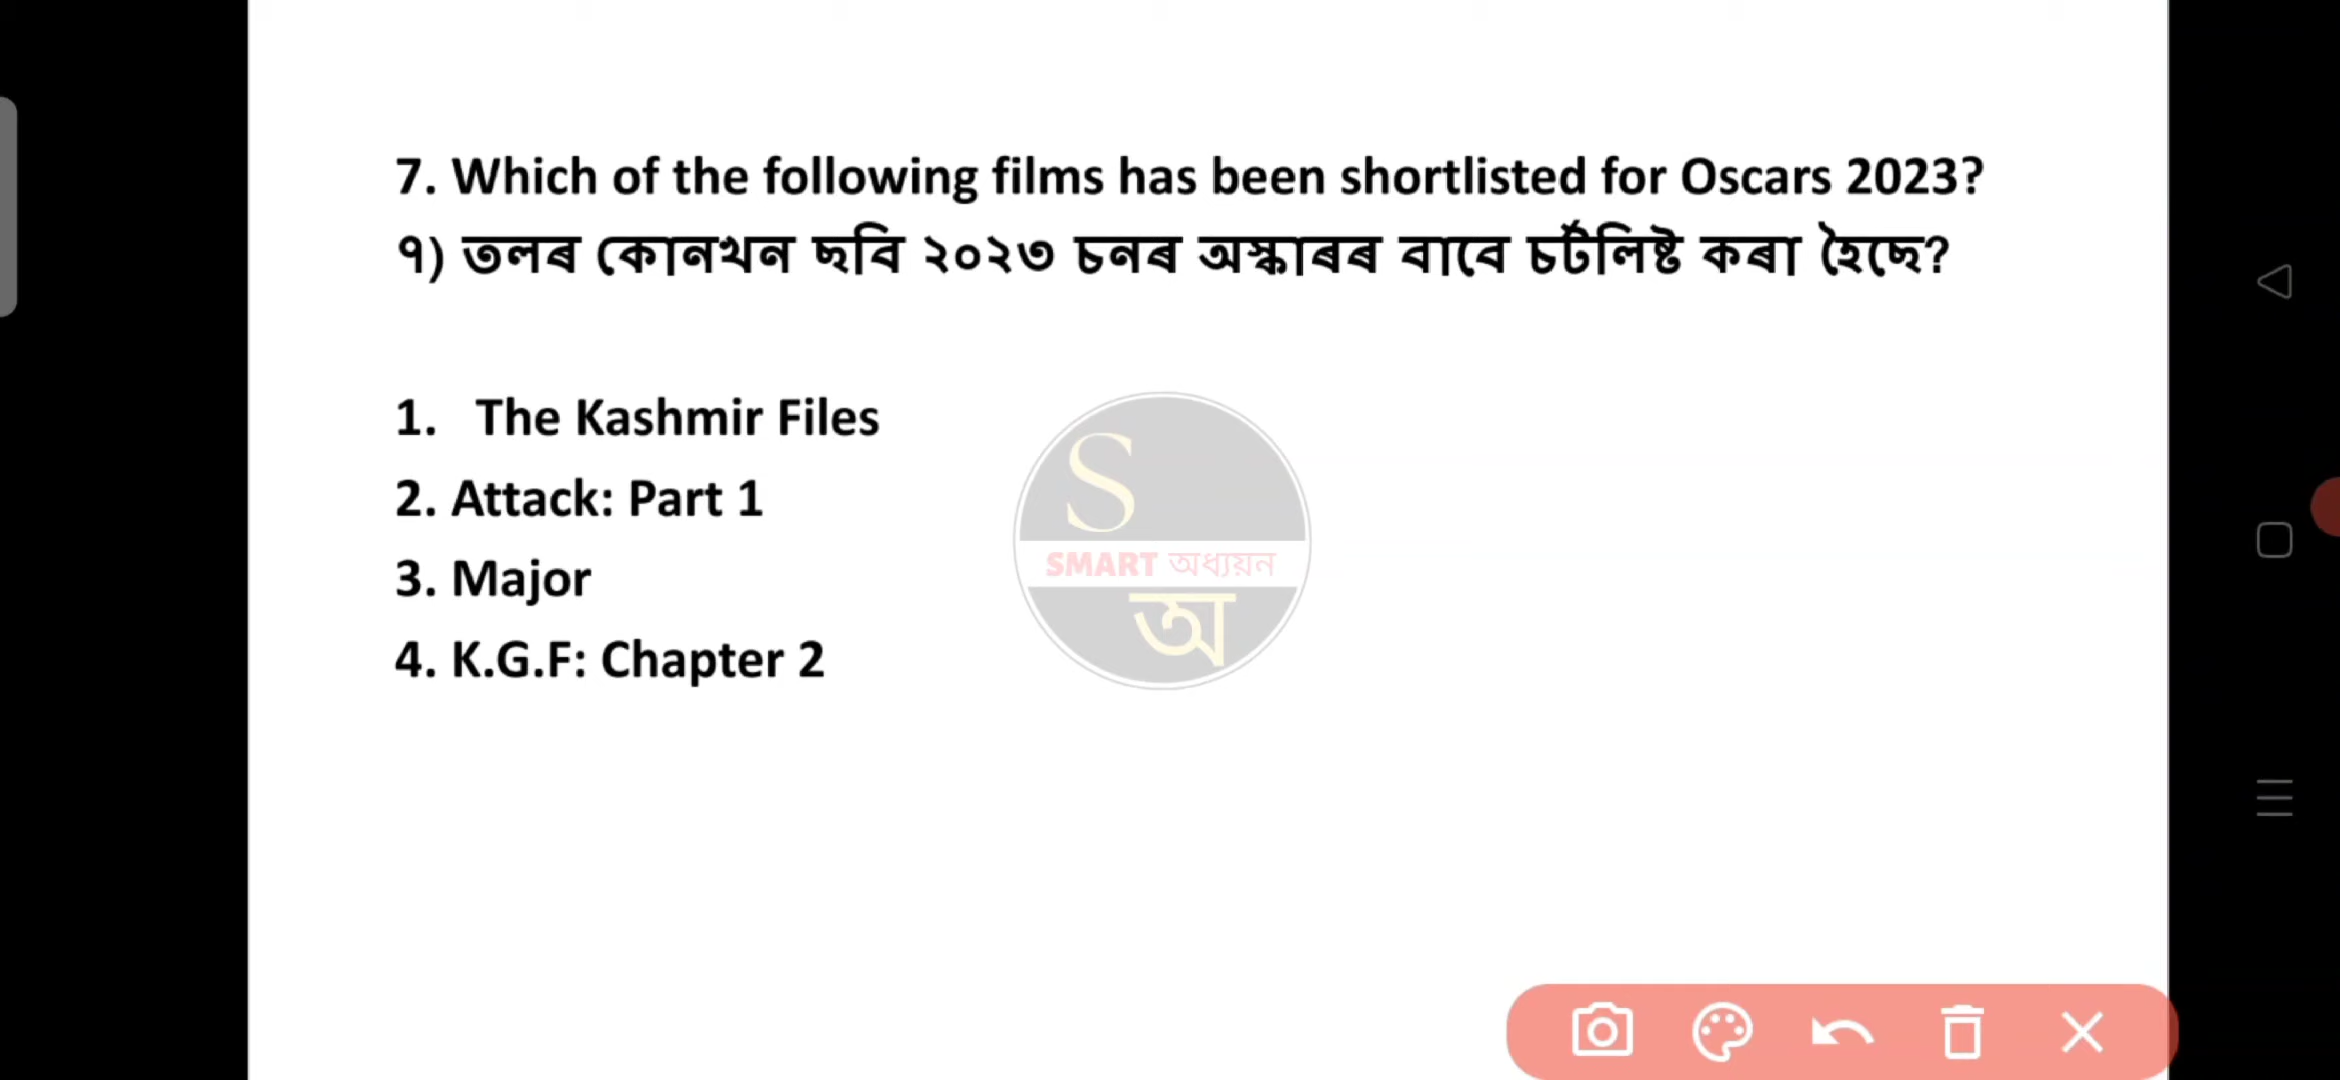 7. Which of the following films has been shortlisted for Oscars 2023?
৭) তলৰ কোনখন ছবি ২০২৩ চনৰ অস্কাৰৰ বাবে চৰ্টলিষ্ট কৰা হৈছে?
1. The Kashmir Files
2. Attack: Part 1
3. Major
4. K.G.F: Chapter 2
S
SMART অধ্যয়ন
অ